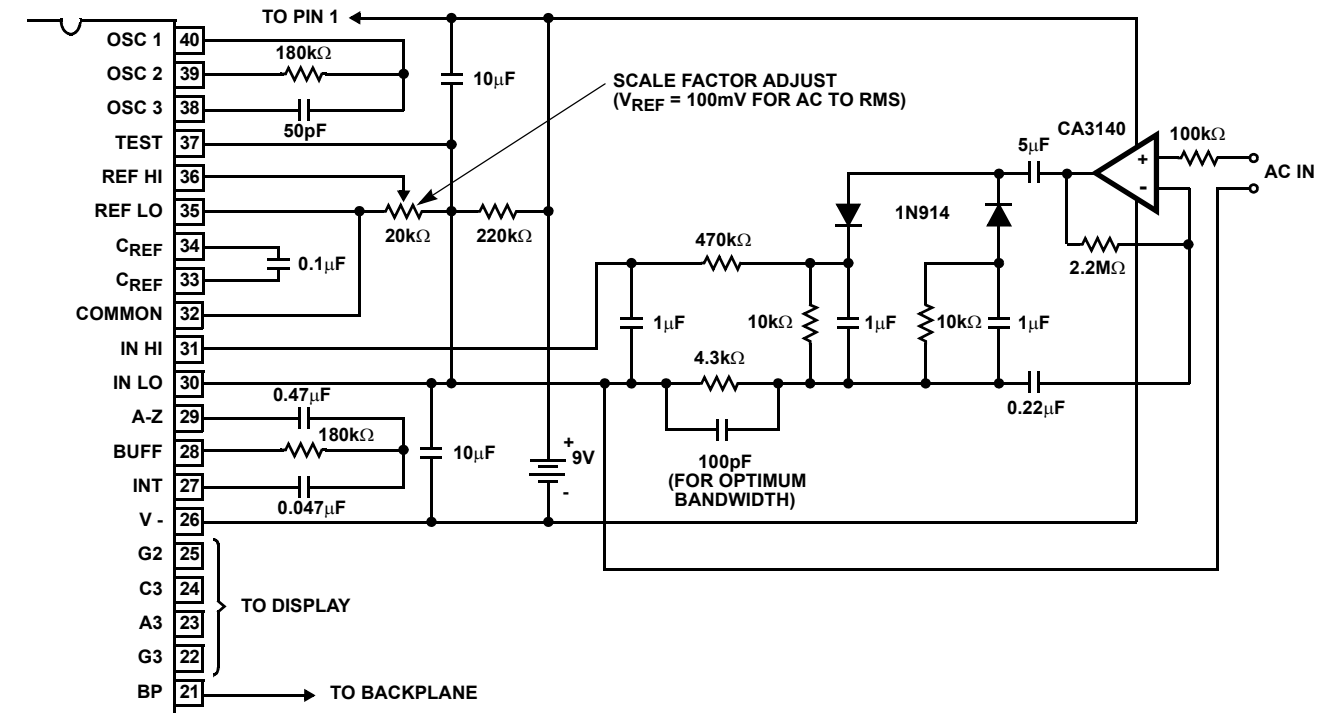 TO PIN 1
OSC 1 40
180kΩ
OSC 2 39
10μF
SCALE FACTOR ADJUST
(VREF = 100mV FOR AC TO RMS)
OSC 3 38
50pF
TEST 37
CA3140
100kΩ
5μF
+
-
AC IN
REF HI 36
REF LO 35
20kΩ
220kΩ
1N914
CREF 34
0.1μF
470kΩ
2.2MΩ
CREF 33
COMMON 32
1μF
10kΩ
1μF
10kΩ
1μF
IN HI 31
4.3kΩ
IN LO 30
0.47μF
0.22μF
A-Z 29
180kΩ
BUFF 28
10μF
+
9V
-
100pF
(FOR OPTIMUM
BANDWIDTH)
INT 27
0.047μF
V - 26
G2 25
C3 24
TO DISPLAY
A3 23
G3 22
BP 21
TO BACKPLANE